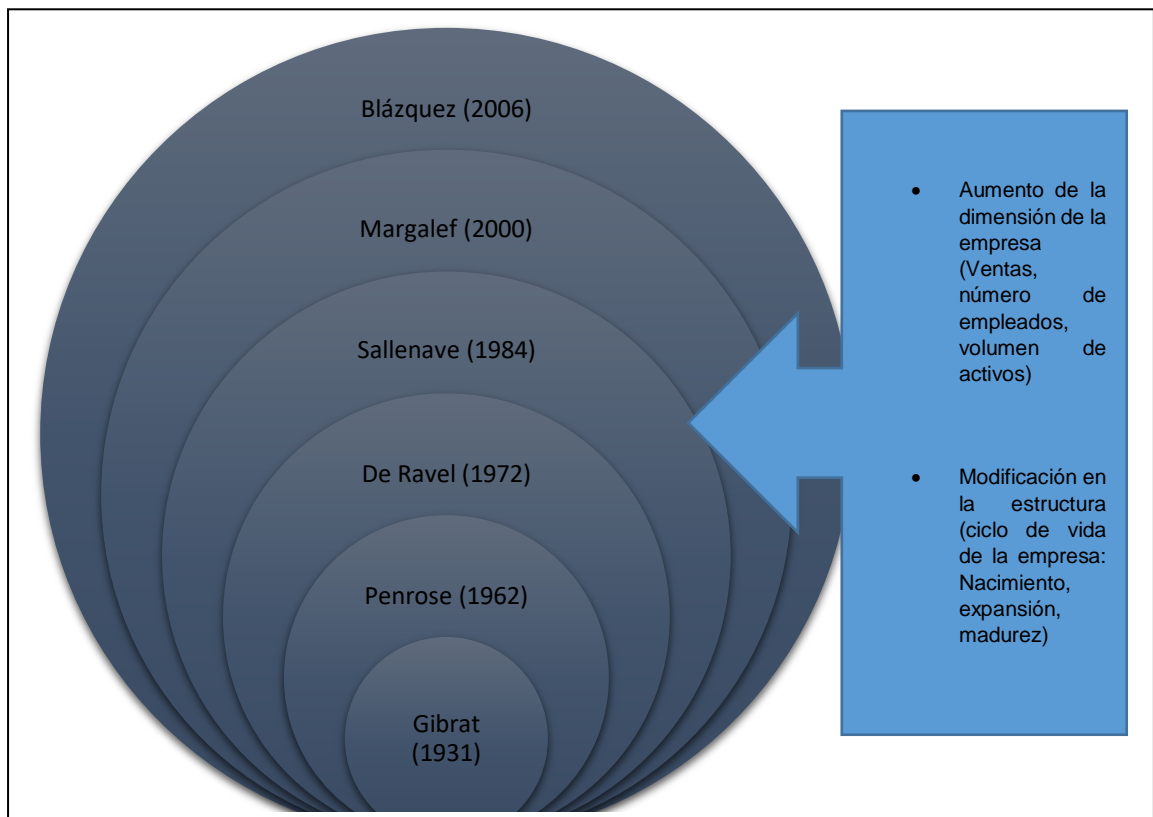 Blázquez (2006)
Margalef (2000)
Sallenave (1984)
De Ravel (1972)
Penrose (1962)
Gibrat
(1931)
• Aumento de la
dimensión de la
empresa
(Ventas,
número de
empleados,
volumen de
activos)
• Modificación en
la estructura
(ciclo de vida
de la empresa:
Nacimiento,
expansión,
madurez)